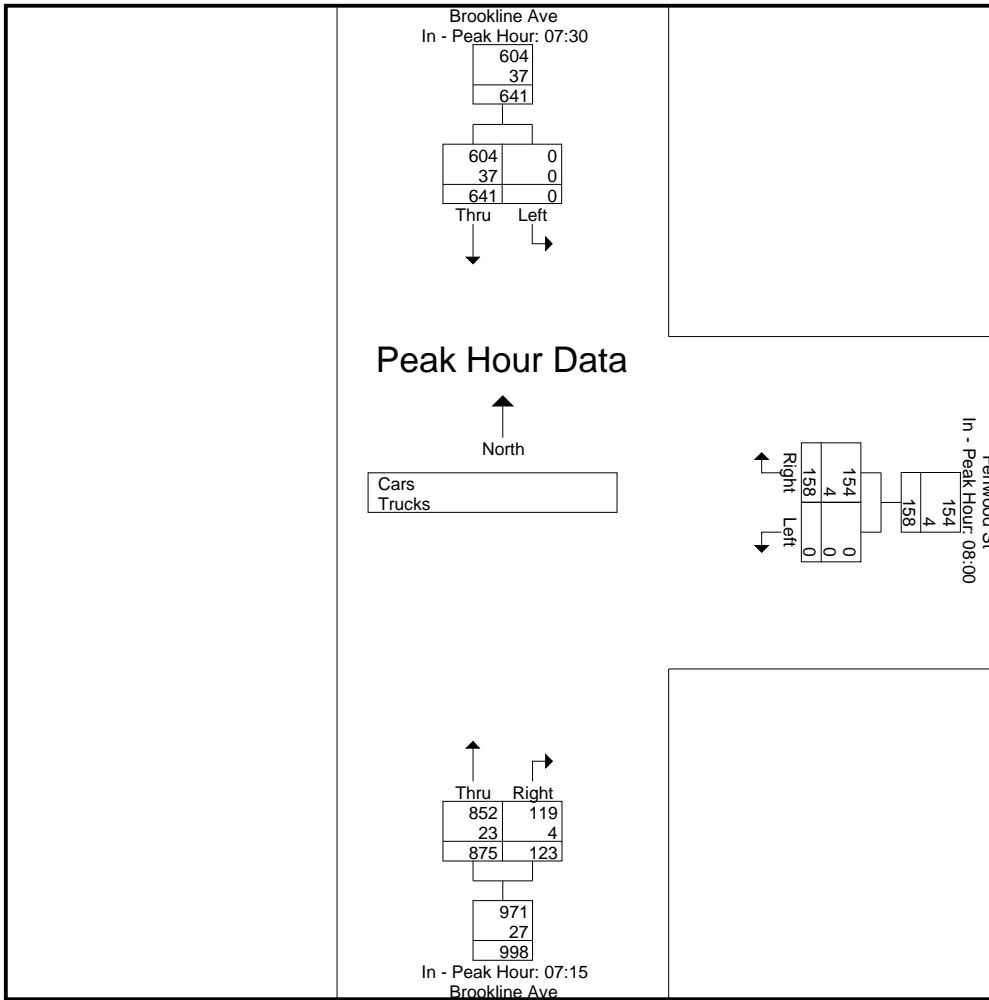 Brookline Ave
In - Peak Hour: 07:30
604
37
641
604 0
37 0
641 0
Thru Left
Peak Hour Data
North
Cars
Trucks
St
In - Peak Hour: 08:00
154
4
158
154 0
4 0
158 0
Right Left
Thru Right
852 119
23 4
875 123
971
27
998
In - Peak Hour: 07:15
Brookline Ave